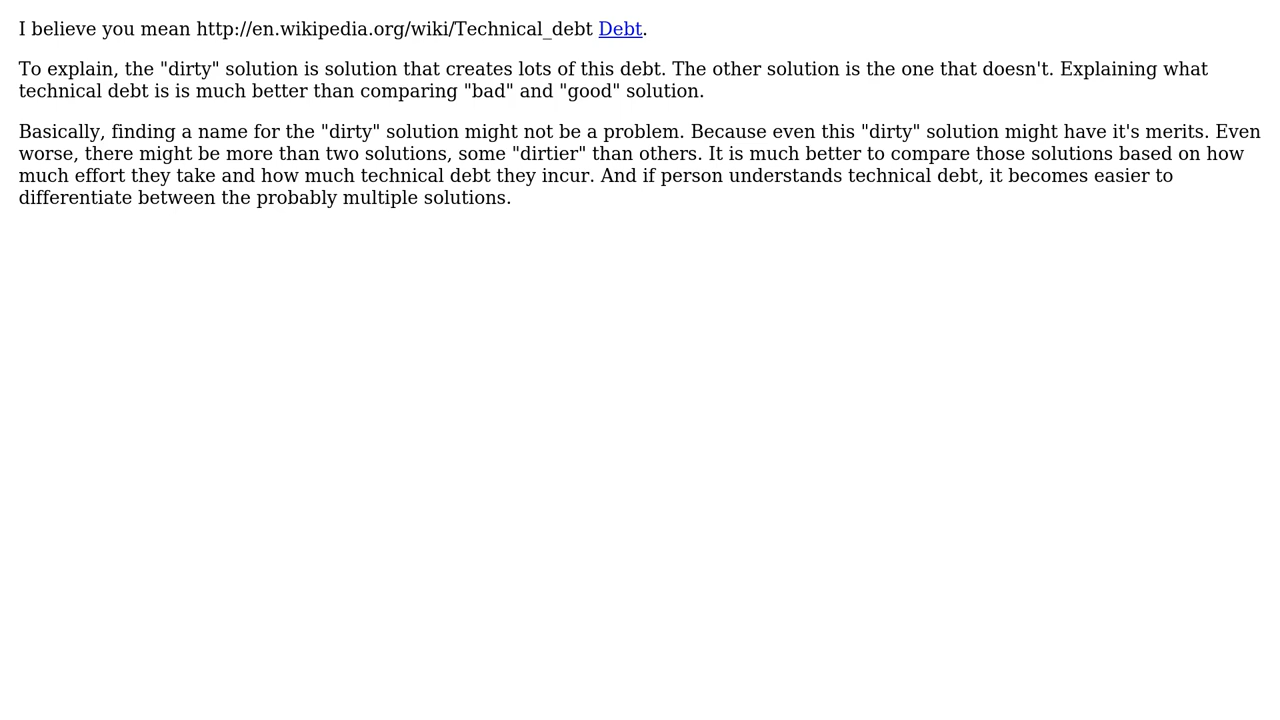 I believe you mean http://en.wikipedia.org/wiki/Technical_debt Debt.
To explain, the "dirty" solution is solution that creates lots of this debt. The other solution is the one that doesn't. Explaining what
technical debt is is much better than comparing "bad" and "good" solution.
Basically, finding a name for the "dirty" solution might not be a problem. Because even this "dirty" solution might have it's merits. Even
worse, there might be more than two solutions, some "dirtier" than others. It is much better to compare those solutions based on how
much effort they take and how much technical debt they incur. And if person understands technical debt, it becomes easier to
differentiate between the probably multiple solutions.